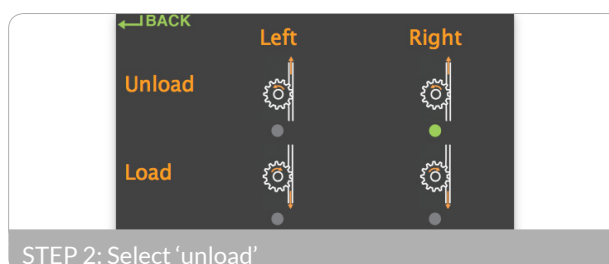 BACK
Left Right
Unload
Load
STEP 2: Select ‘unload’